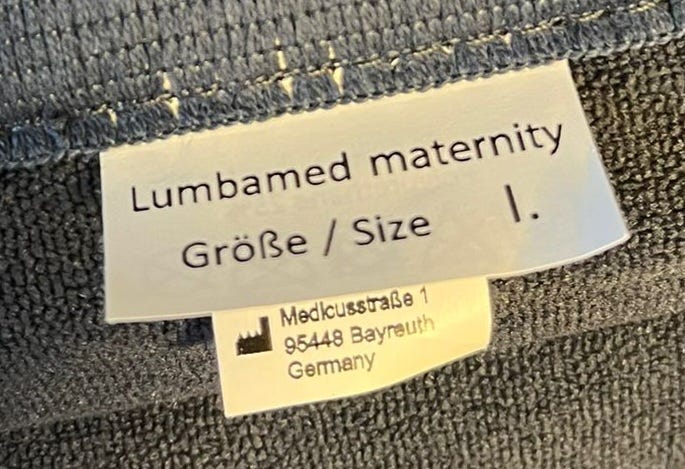 Lumbamed maternity
Größe / Size I.
Medicusstraße 1
95448 Bayreuth
Germany